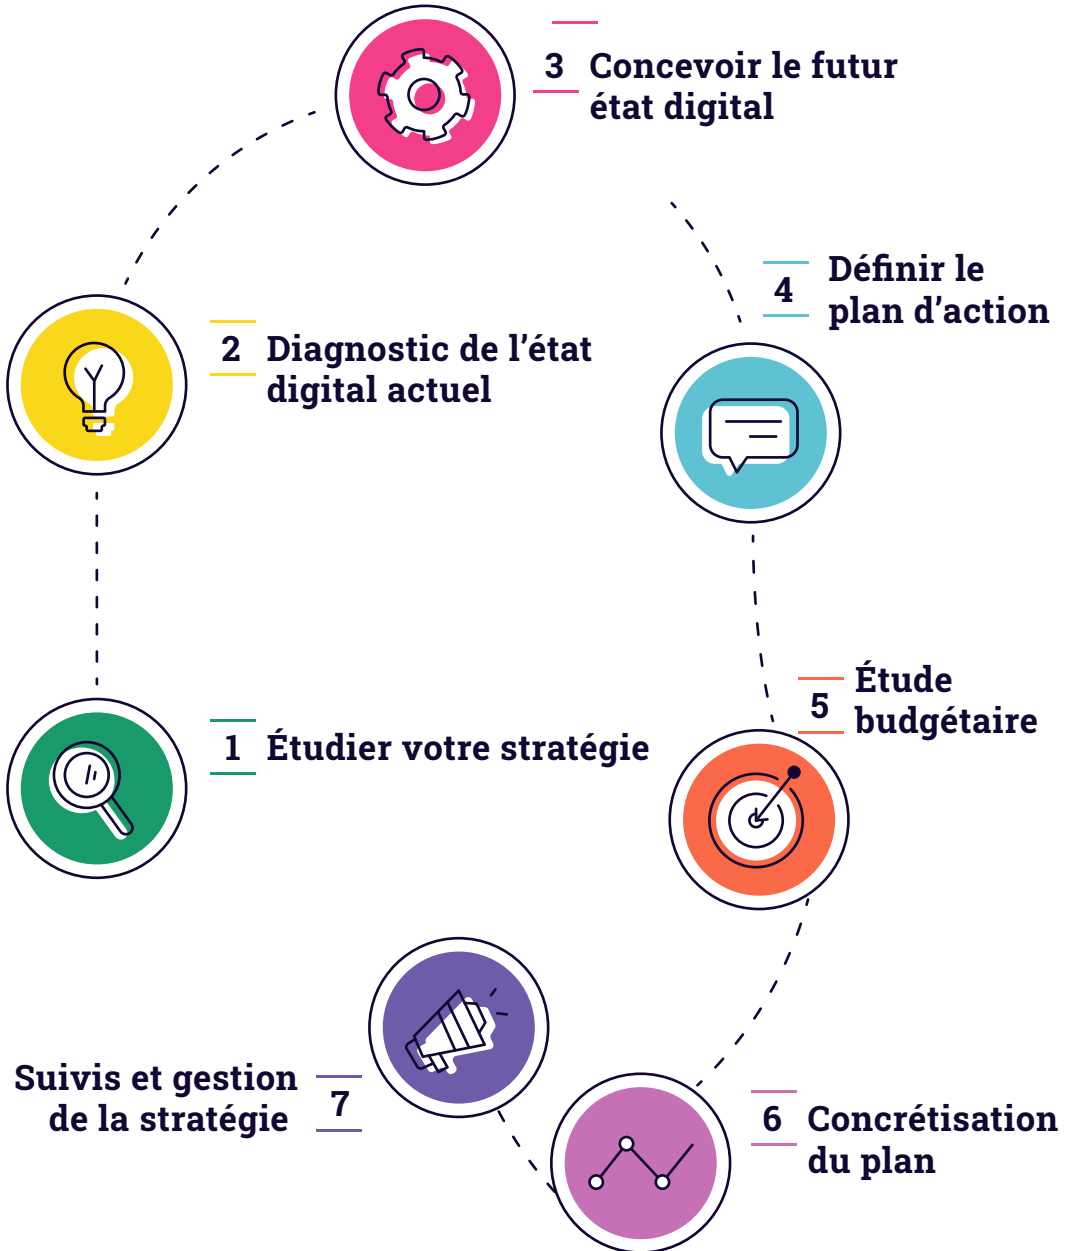 3 Concevoir le futur
état digital
4 Définir le
plan d’action
2 Diagnostic de l’état
digital actuel
5 Étude
budgétaire
1 Étudier votre stratégie
Suivis et gestion
de la stratégie 7
6 Concrétisation
du plan